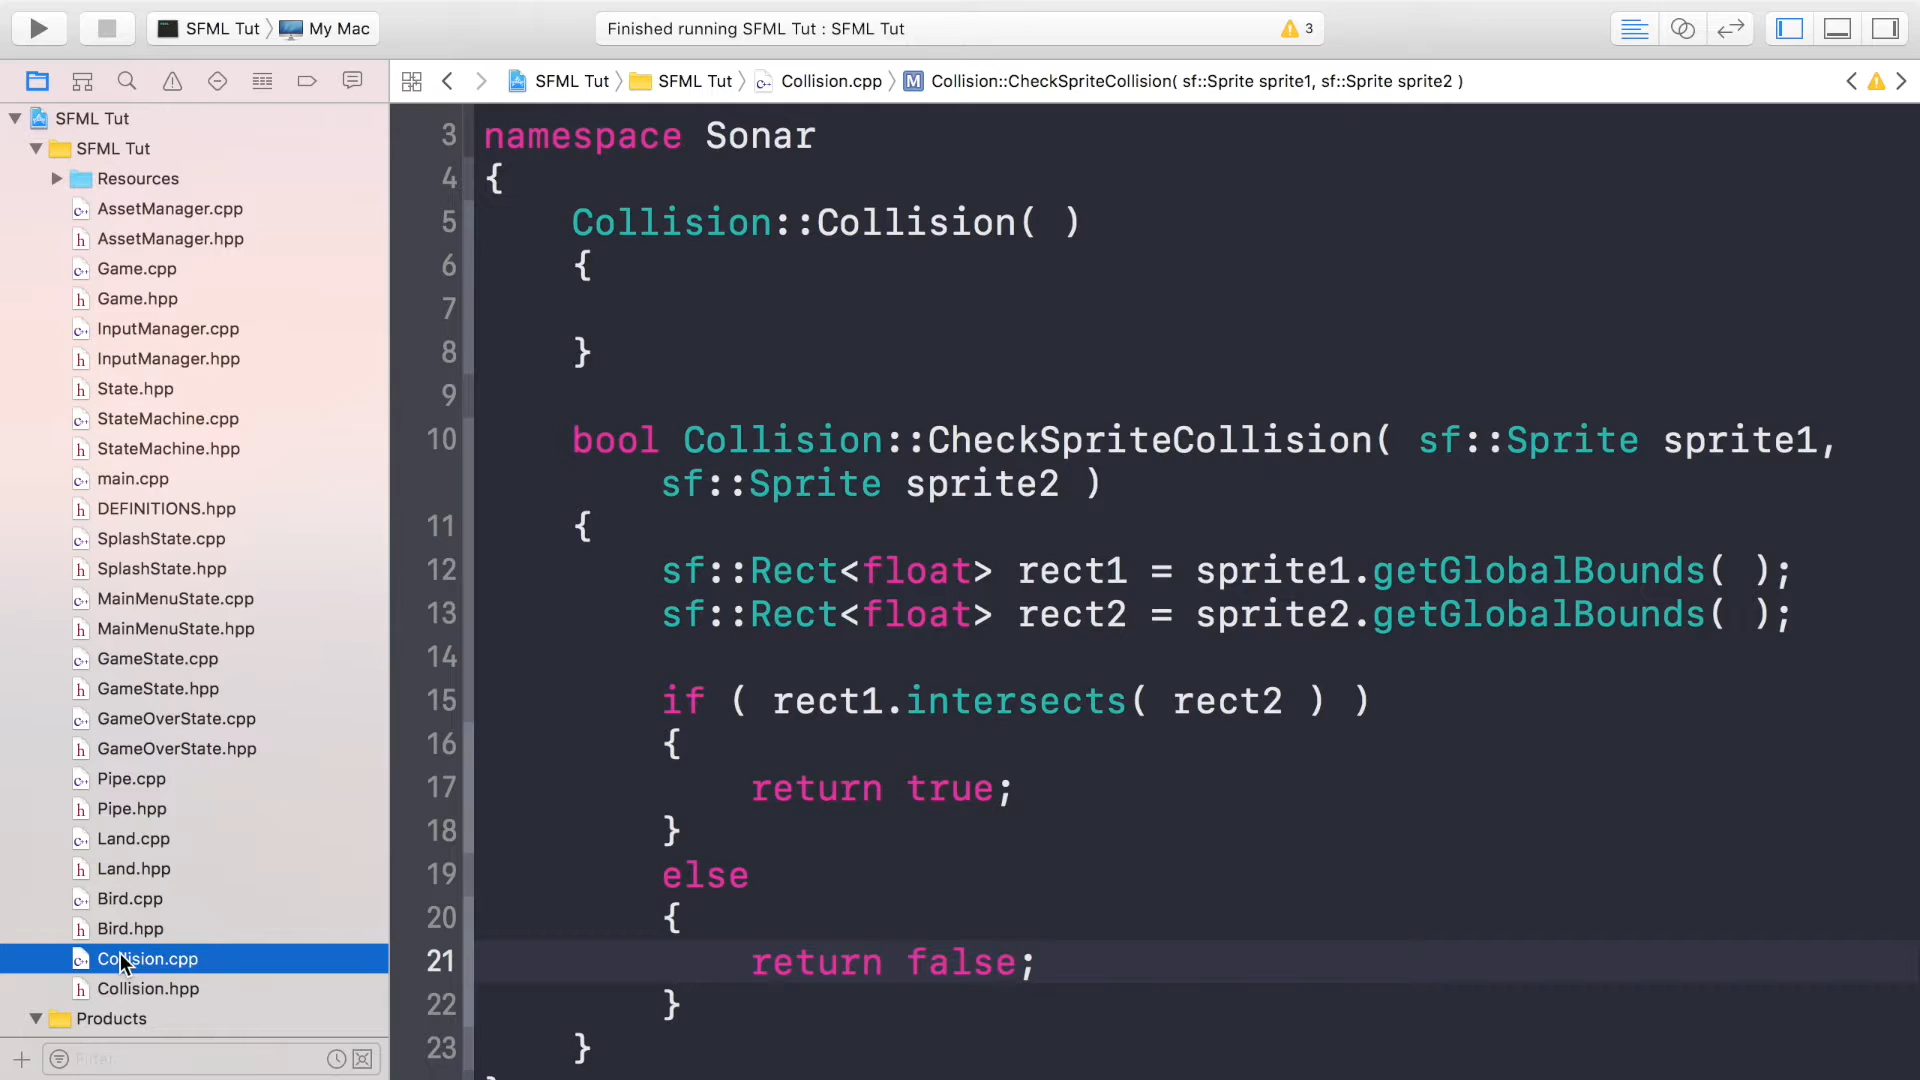 SFML Tut
My Mac
Finished running SFML Tut : SFML Tut
3
SFML Tut
SFML Tut
Collision.cpp
M
Collision::CheckSpriteCollision( sf::Sprite sprite1, sf::Sprite sprite2 )
SFML Tut
SFML Tut
Resources
AssetManager.cpp
AssetManager.hpp
Game.cpp
Game.hpp
InputManager.cpp
InputManager.hpp
State.hpp
StateMachine.cpp
StateMachine.hpp
main.cpp
DEFINITIONS.hpp
SplashState.cpp
SplashState.hpp
MainMenuState.cpp
MainMenuState.hpp
GameState.cpp
GameState.hpp
GameOverState.cpp
GameOverState.hpp
Pipe.cpp
Pipe.hpp
Land.cpp
Land.hpp
Bird.cpp
Bird.hpp
Collision.cpp
Collision.hpp
Products
Filter
3 namespace Sonar
4 {
5 Collision::Collision( )
6 {
7
8 }
9
10 bool Collision::CheckSpriteCollision( sf::Sprite sprite1,
sf::Sprite sprite2 )
11 {
12 sf::Rect<float> rect1 = sprite1.getGlobalBounds( );
13 sf::Rect<float> rect2 = sprite2.getGlobalBounds( );
14
15 if ( rect1.intersects( rect2 ) )
16 {
17 return true;
18 }
19 else
20 {
21 return false;
22 }
23 }